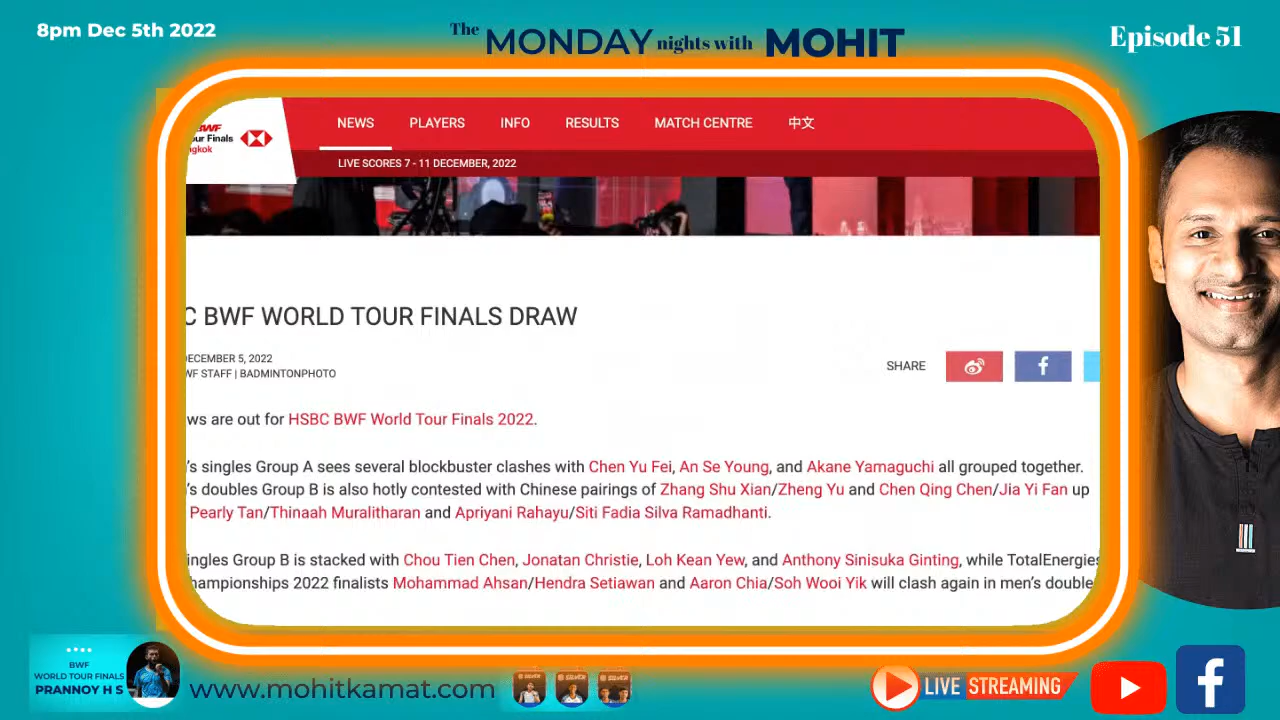 8pm Dec 5th 2022
The MONDAY nights with MOHIT
Episode 51
BWF
ur Finals
ngkok
NEWS PLAYERS INFO RESULTS MATCH CENTRE 中文
LIVE SCORES 7 - 11 DECEMBER, 2022
C BWF WORLD TOUR FINALS DRAW
DECEMBER 5, 2022
WF STAFF | BADMINTONPHOTO
SHARE
ws are out for HSBC BWF World Tour Finals 2022.
's singles Group A sees several blockbuster clashes with Chen Yu Fei, An Se Young, and Akane Yamaguchi all grouped together.
's doubles Group B is also hotly contested with Chinese pairings of Zhang Shu Xian/Zheng Yu and Chen Qing Chen/Jia Yi Fan up
Pearly Tan/Thinaah Muralitharan and Apriyani Rahayu/Siti Fadia Silva Ramadhanti.
ingles Group B is stacked with Chou Tien Chen, Jonatan Christie, Loh Kean Yew, and Anthony Sinisuka Ginting, while TotalEnergies
hampionships 2022 finalists Mohammad Ahsan/Hendra Setiawan and Aaron Chia/Soh Wooi Yik will clash again in men's double
BWF
WORLD TOUR FINALS
PRANNOY H S
www.mohitkamat.com
LIVE STREAMING